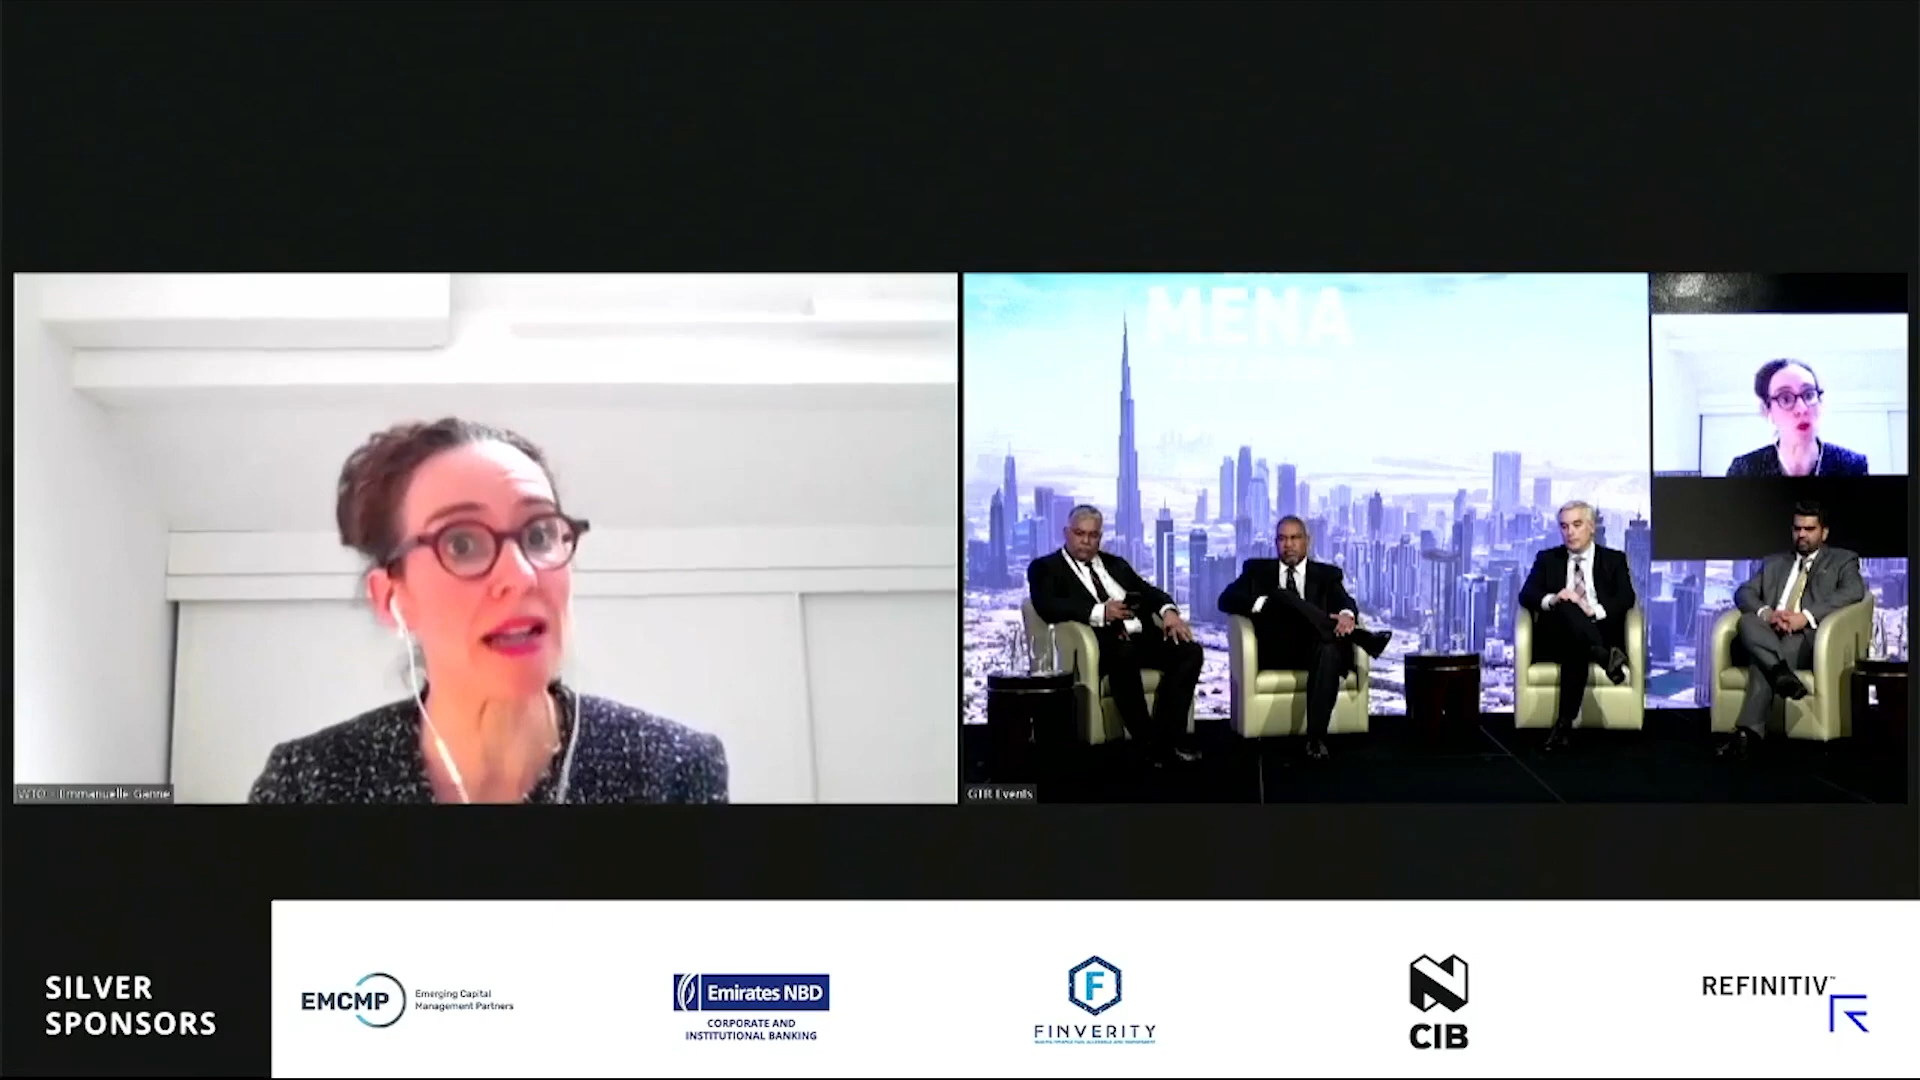 MENA
WTO - Emmanuelle Ganne
GTR Events
SILVER
SPONSORS
EMCMP
Emerging Capital
Management Partners
Emirates NBD
CORPORATE AND
INSTITUTIONAL BANKING
F
FINVERITY
CIB
REFINITIV™